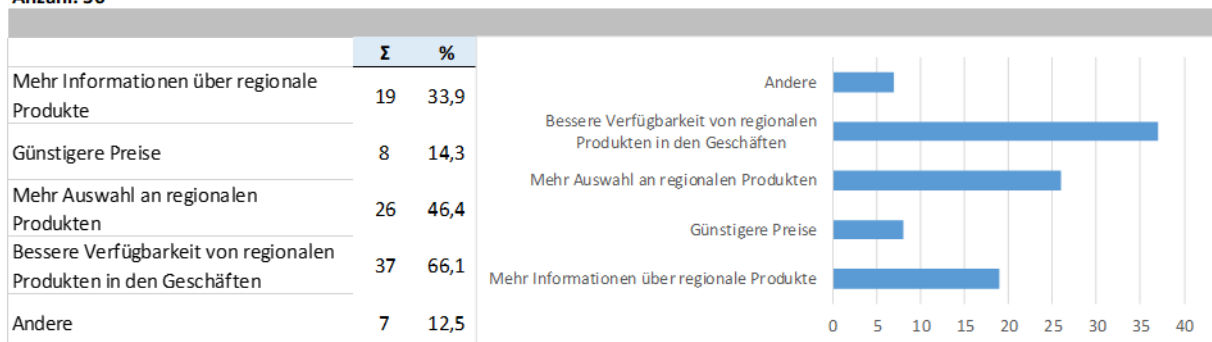 Σ %
Mehr Informationen über regionale
Produkte
19 33,9
Günstigere Preise 8 14,3
Mehr Auswahl an regionalen
Produkten
26 46,4
Bessere Verfügbarkeit von regionalen
Produkten in den Geschäften
37 66,1
Andere 7 12,5
Andere
Bessere Verfügbarkeit von regionalen
Produkten in den Geschäften
Mehr Auswahl an regionalen Produkten
Günstigere Preise
Mehr Informationen über regionale Produkte
0 5 10 15 20 25 30 35 40